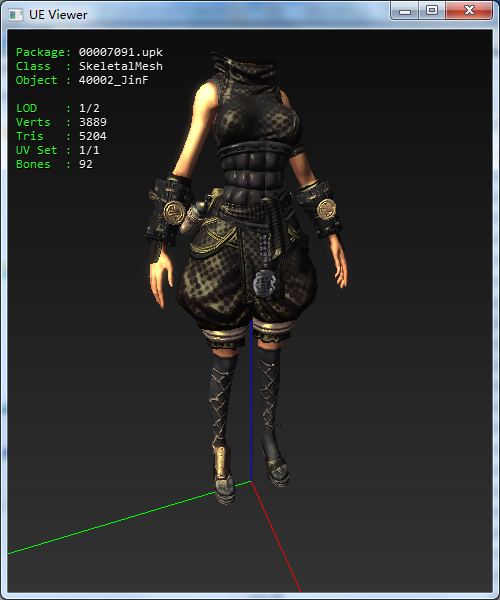 UE Viewer
Package: 00007091.upk
Class  : SkeletalMesh
Object : 40002_JinF
LOD    : 1/2
Verts  : 3889
Tris   : 5204
UV Set : 1/1
Bones  : 92